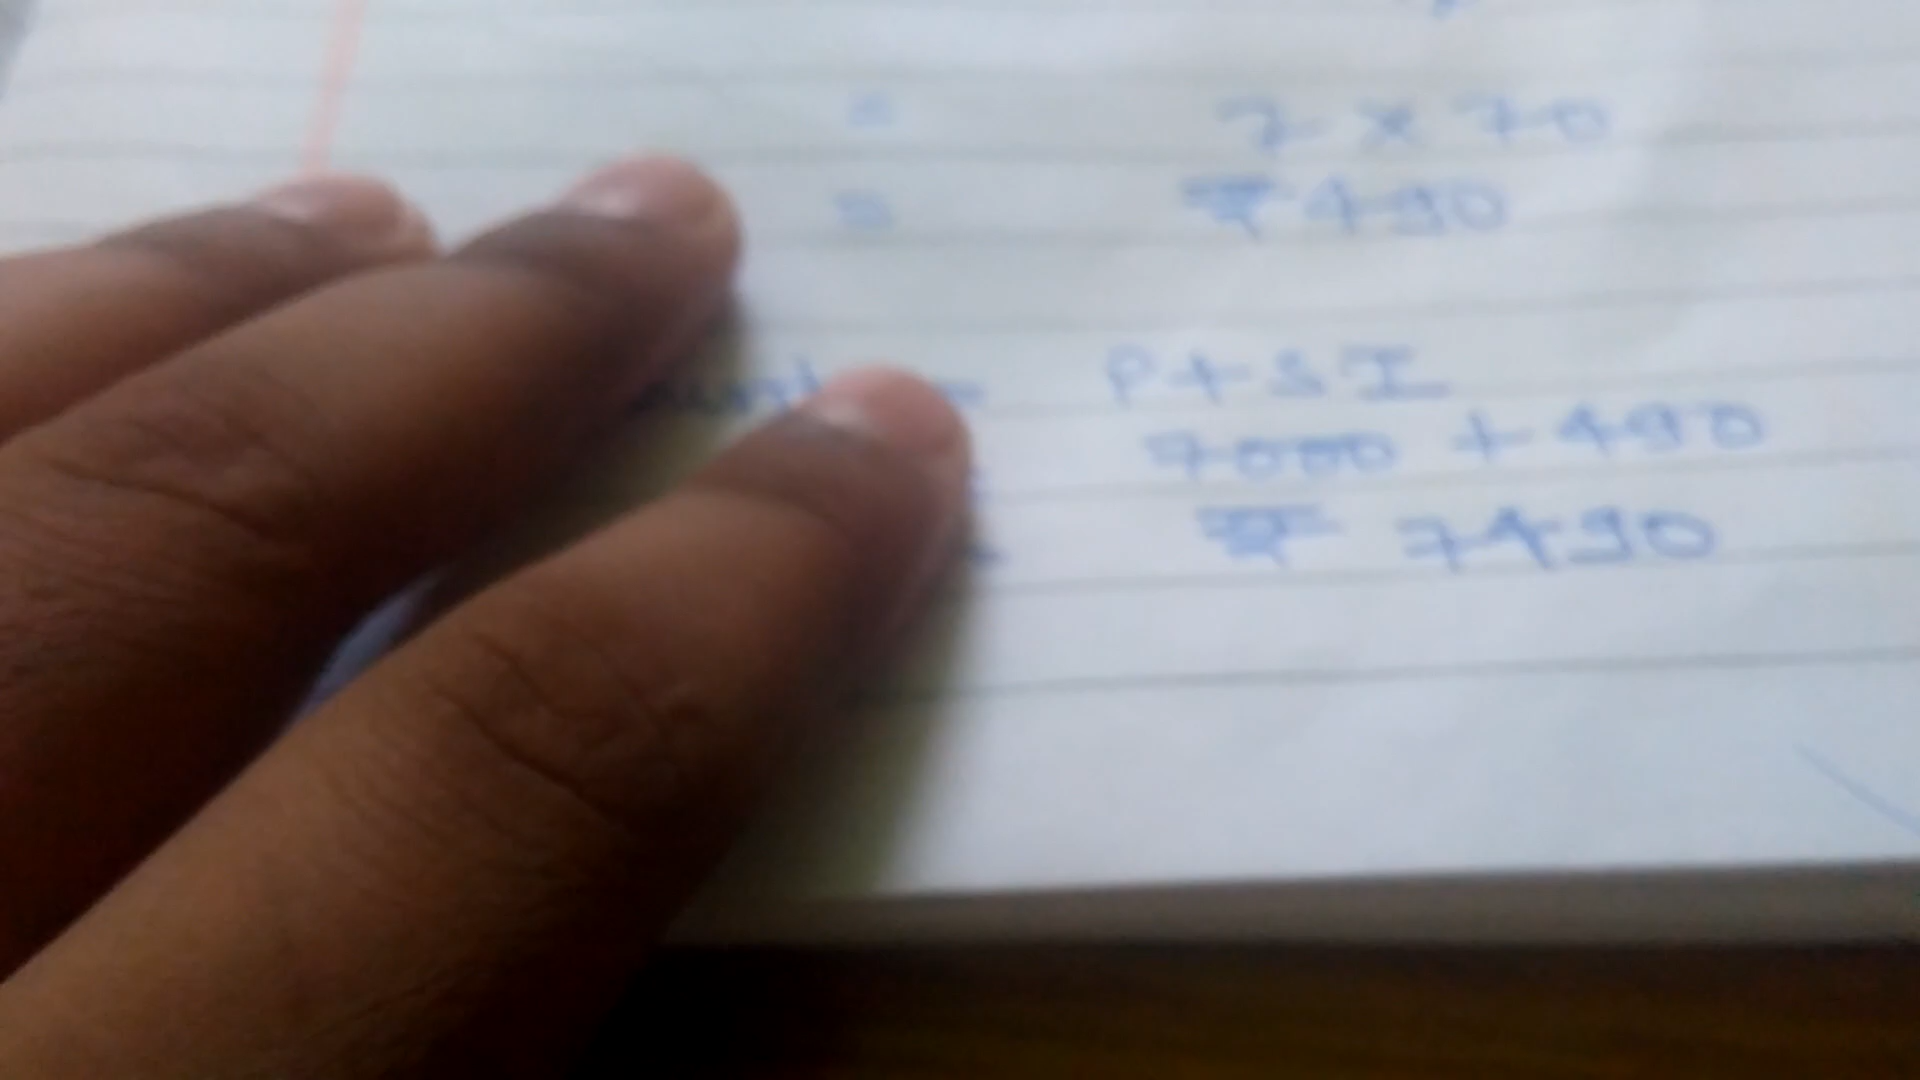 = 7 × 70
= ₹ 490
= P + SI
7000 + 490
= ₹ 7490